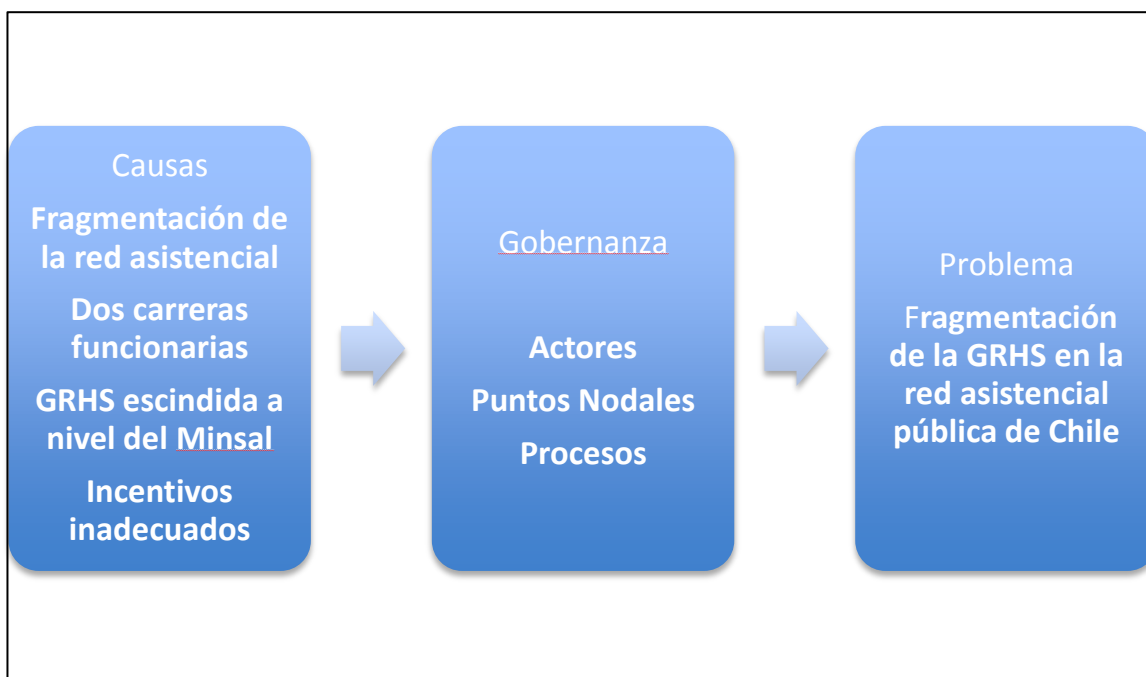 Causas
Fragmentación de
la red asistencial
Dos carreras
funcionarias
GRHS escindida a
nivel del Minsal
Incentivos
inadecuados
Gobernanza
Actores
Puntos Nodales
Procesos
Problema
Fragmentación
de la GRHS en la
red asistencial
pública de Chile